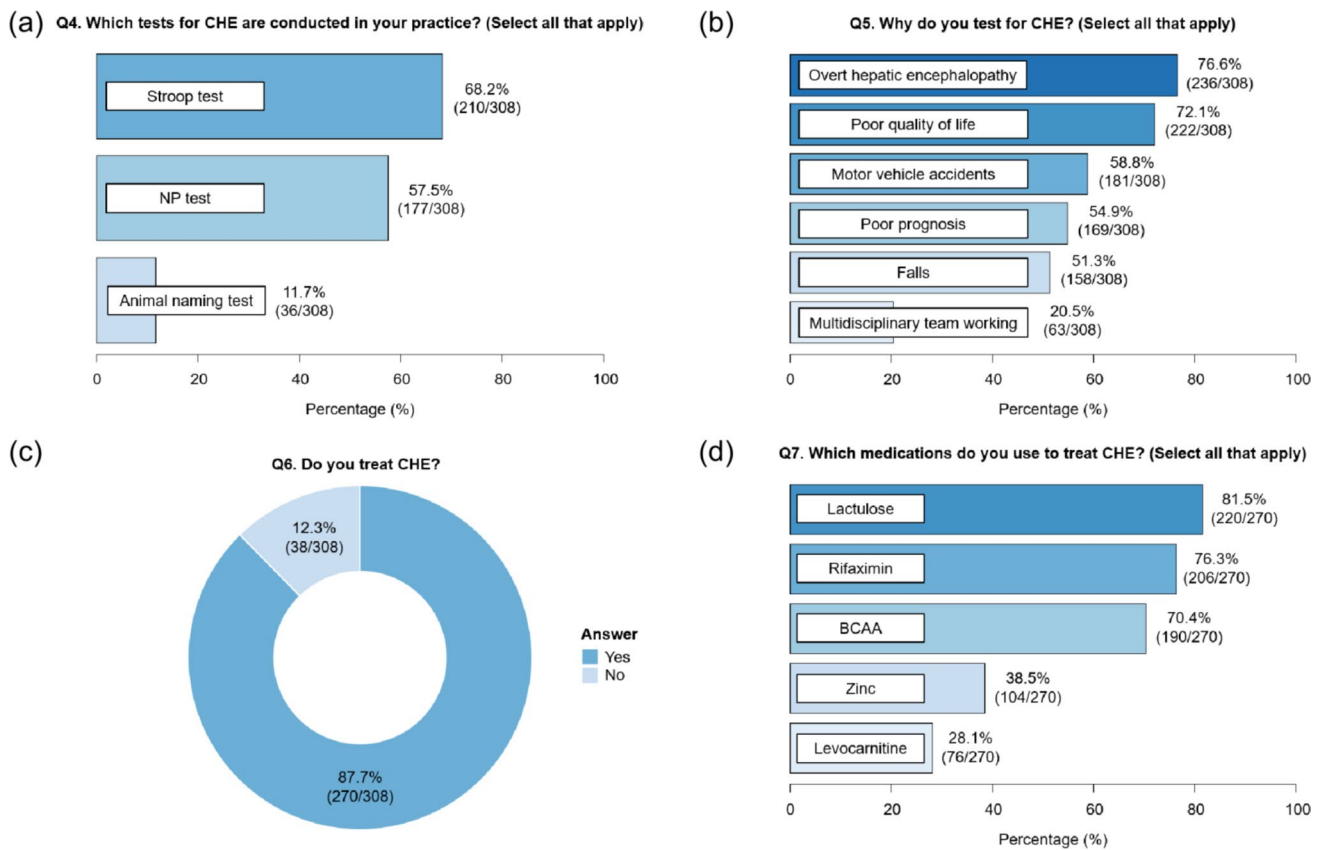 (a)
Q4. Which tests for CHE are conducted in your practice? (Select all that apply)
Stroop test
68.2%
(210/308)
NP test
57.5%
(177/308)
Animal naming test
11.7%
(36/308)
0 20 40 60 80 100
Percentage (%)
(b)
Q5. Why do you test for CHE? (Select all that apply)
Overt hepatic encephalopathy
76.6%
(236/308)
Poor quality of life
72.1%
(222/308)
Motor vehicle accidents
58.8%
(181/308)
Poor prognosis
54.9%
(169/308)
Falls
51.3%
(158/308)
Multidisciplinary team working
20.5%
(63/308)
0 20 40 60 80 100
Percentage (%)
(c)
Q6. Do you treat CHE?
12.3%
(38/308)
87.7%
(270/308)
Answer
Yes
No
(d)
Q7. Which medications do you use to treat CHE? (Select all that apply)
Lactulose
81.5%
(220/270)
Rifaximin
76.3%
(206/270)
BCAA
70.4%
(190/270)
Zinc
38.5%
(104/270)
Levocarnitine
28.1%
(76/270)
0 20 40 60 80 100
Percentage (%)